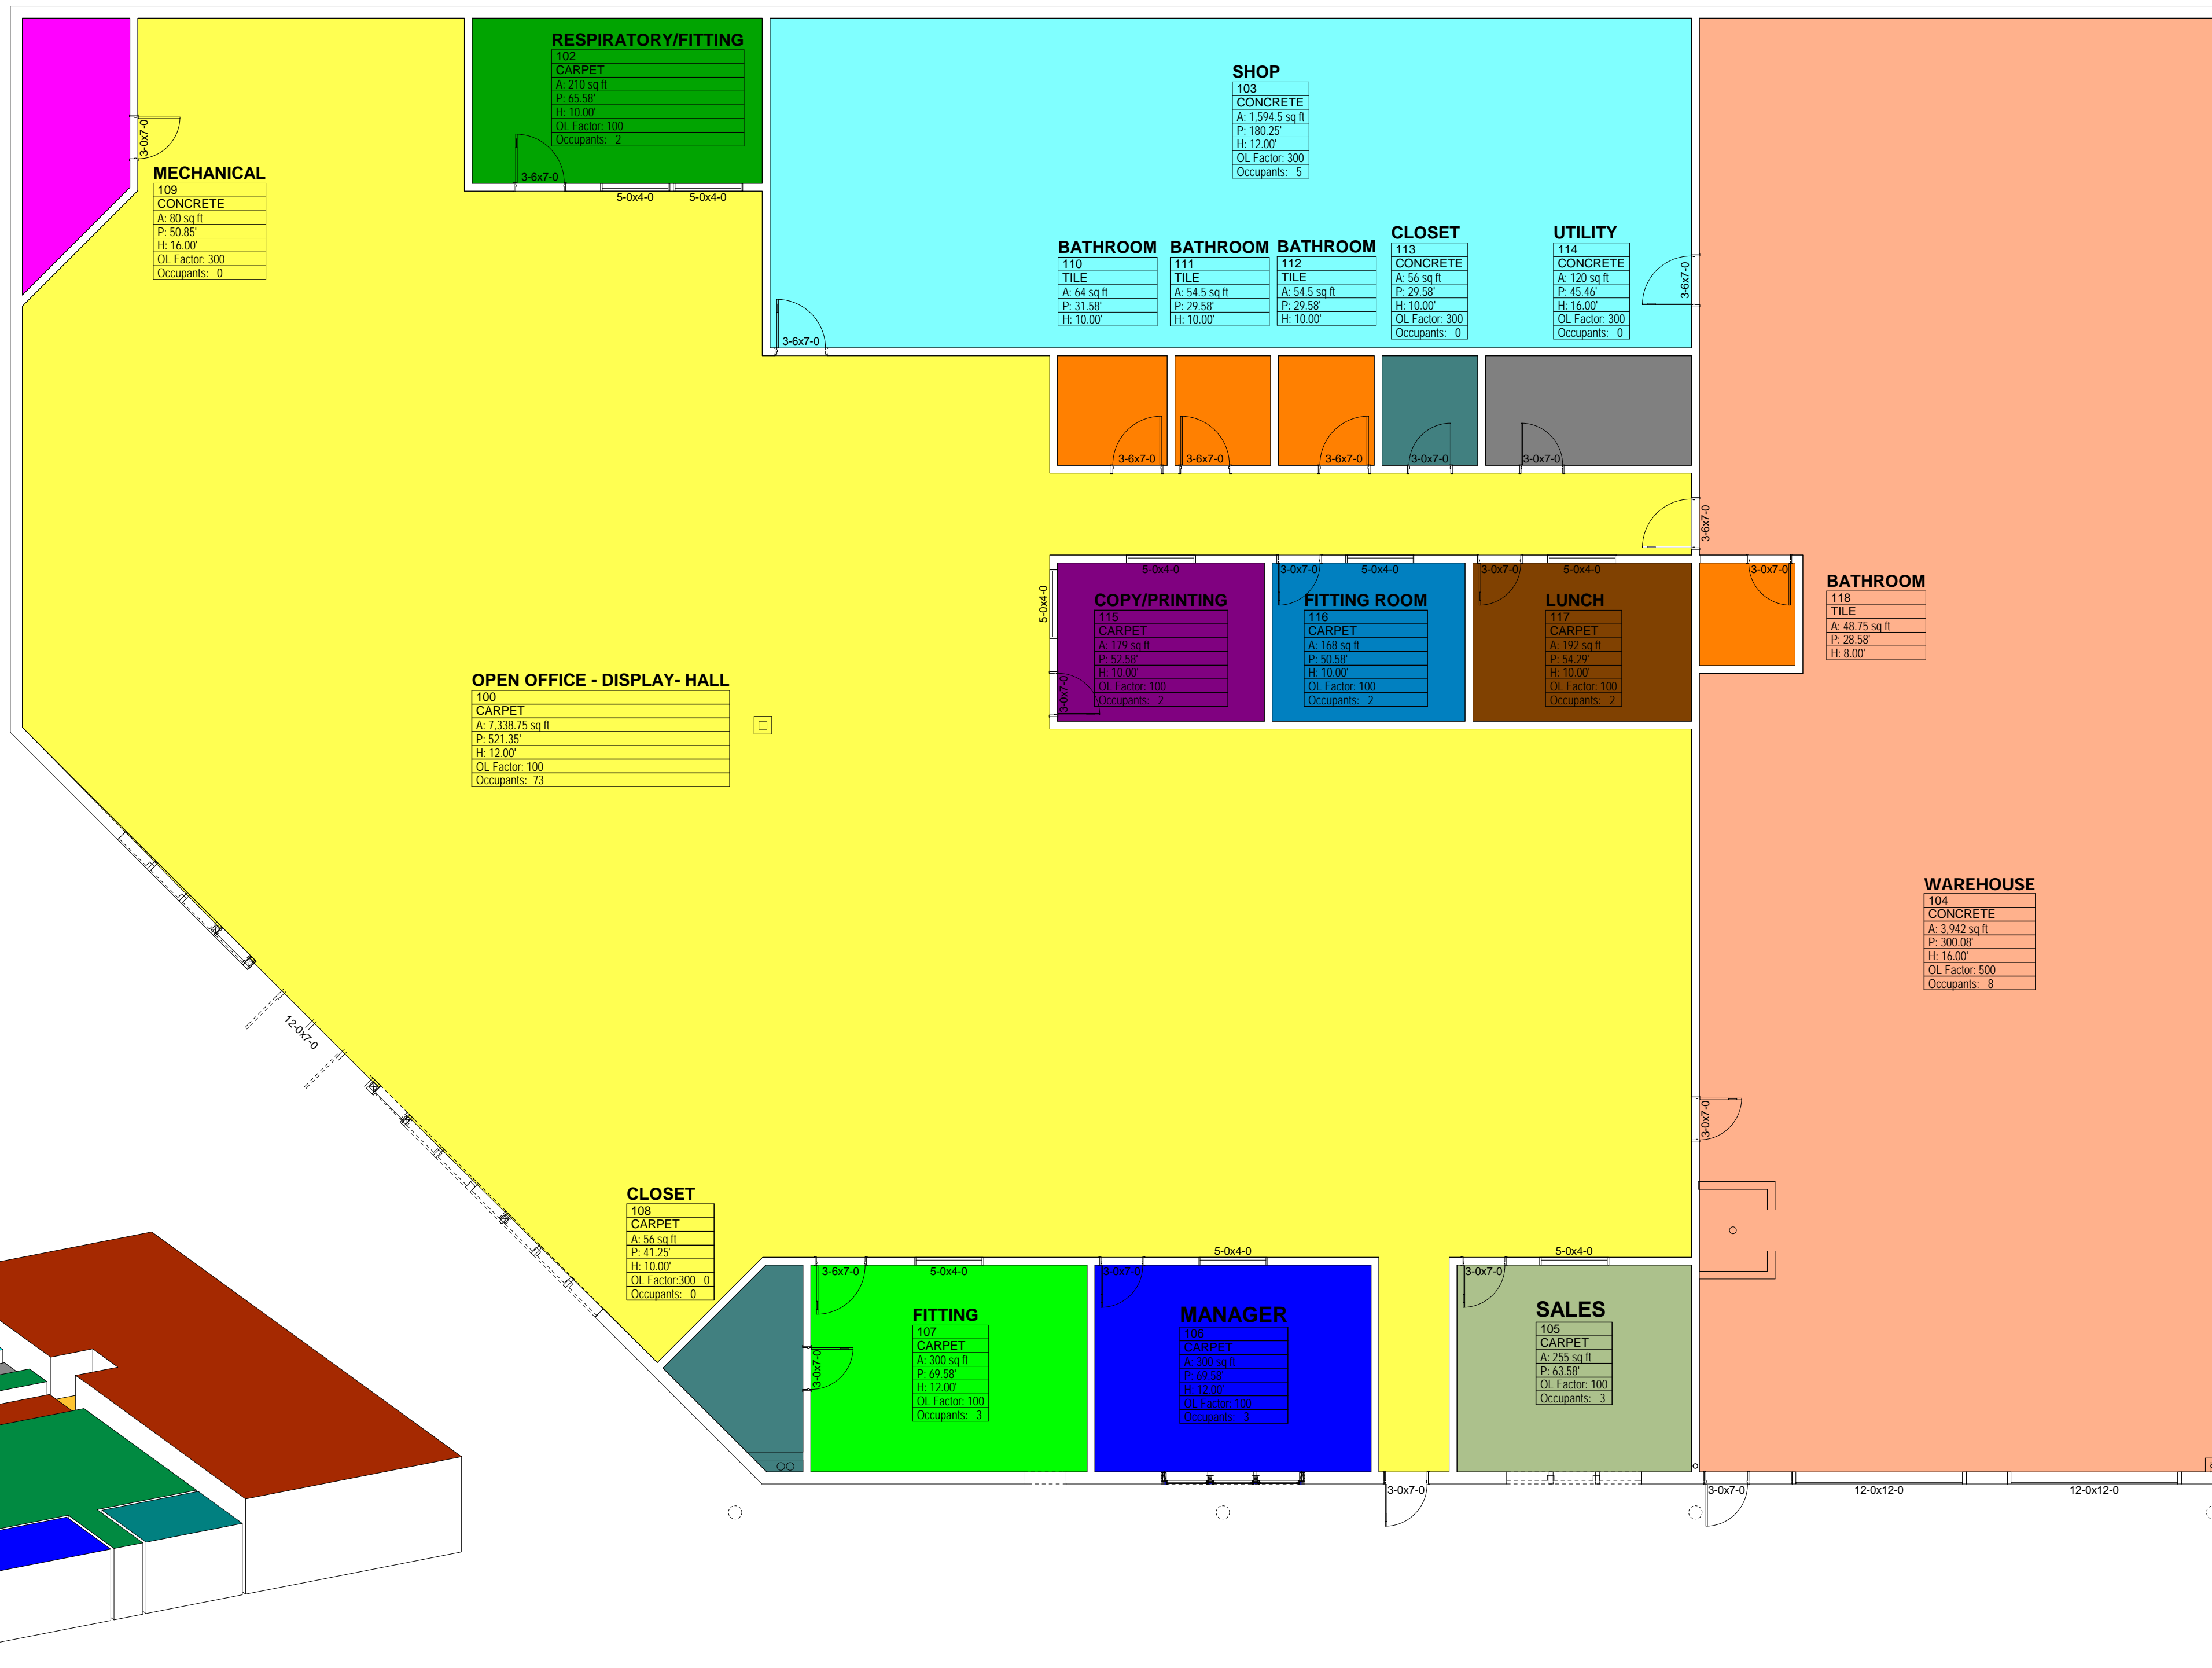 RESPIRATORY/FITTING
102
CARPET
A: 210 sq ft
P: 65.58'
H: 10.00'
OL Factor: 100
Occupants: 2
3-6x7-0
5-0x4-0
5-0x4-0
SHOP
103
CONCRETE
A: 1,594.5 sq ft
P: 180.25'
H: 12.00'
OL Factor: 300
Occupants: 5
3-0x7-0
MECHANICAL
109
CONCRETE
A: 80 sq ft
P: 50.85'
H: 16.00'
OL Factor: 300
Occupants: 0
BATHROOM
110
TILE
A: 64 sq ft
P: 31.58'
H: 10.00'
BATHROOM
111
TILE
A: 54.5 sq ft
P: 29.58'
H: 10.00'
BATHROOM
112
TILE
A: 54.5 sq ft
P: 29.58'
H: 10.00'
CLOSET
113
CONCRETE
A: 56 sq ft
P: 29.58'
H: 10.00'
OL Factor: 300
Occupants: 0
UTILITY
114
CONCRETE
A: 120 sq ft
P: 45.46'
H: 16.00'
OL Factor: 300
Occupants: 0
3-6x7-0
3-6x7-0
3-6x7-0
3-6x7-0
3-6x7-0
3-0x7-0
3-0x7-0
3-6x7-0
5-0x4-0
3-0x7-0
5-0x4-0
3-0x7-0
5-0x4-0
3-0x7-0
5-0x4-0
COPY/PRINTING
115
CARPET
A: 179 sq ft
P: 52.58'
H: 10.00'
OL Factor: 100
Occupants: 2
3-0x7-0
FITTING ROOM
116
CARPET
A: 168 sq ft
P: 50.58'
H: 10.00'
OL Factor: 100
Occupants: 2
LUNCH
117
CARPET
A: 192 sq ft
P: 54.29'
H: 10.00'
OL Factor: 100
Occupants: 2
BATHROOM
118
TILE
A: 48.75 sq ft
P: 28.58'
H: 8.00'
OPEN OFFICE - DISPLAY- HALL
100
CARPET
A: 7,338.75 sq ft
P: 521.35'
H: 12.00'
OL Factor: 100
Occupants: 73
WAREHOUSE
104
CONCRETE
A: 3,942 sq ft
P: 300.08'
H: 16.00'
OL Factor: 500
Occupants: 8
12-0x7-0
3-0x7-0
CLOSET
108
CARPET
A: 56 sq ft
P: 41.25'
H: 10.00'
OL Factor:300 0
Occupants: 0
3-6x7-0
5-0x4-0
3-0x7-0
5-0x4-0
3-0x7-0
5-0x4-0
3-0x7-0
FITTING
107
CARPET
A: 300 sq ft
P: 69.58'
H: 12.00'
OL Factor: 100
Occupants: 3
MANAGER
106
CARPET
A: 300 sq ft
P: 69.58'
H: 12.00'
OL Factor: 100
Occupants: 3
SALES
105
CARPET
A: 255 sq ft
P: 63.58'
OL Factor: 100
Occupants: 3
3-0x7-0
3-0x7-0
12-0x12-0
12-0x12-0